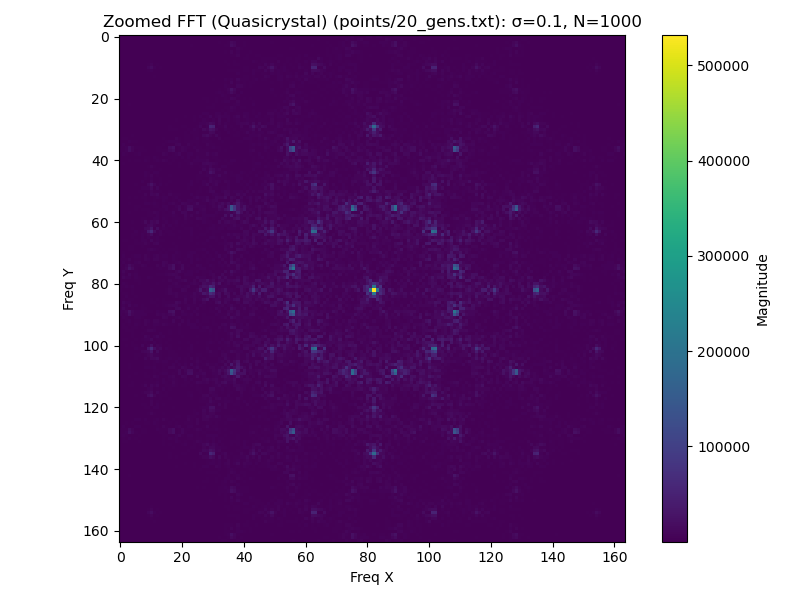 Zoomed FFT (Quasicrystal) (points/20_gens.txt): σ=0.1, N=1000
0
20
40
60
80
100
120
140
160
Freq Y
0 20 40 60 80 100 120 140 160
Freq X
500000
400000
300000
200000
100000
Magnitude